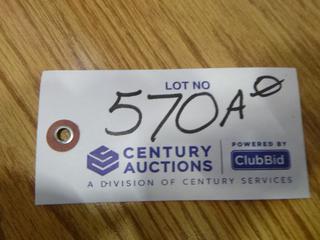 LOT NO
570A
CENTURY
AUCTIONS
POWERED BY
ClubBid
A DIVISION OF CENTURY SERVICES